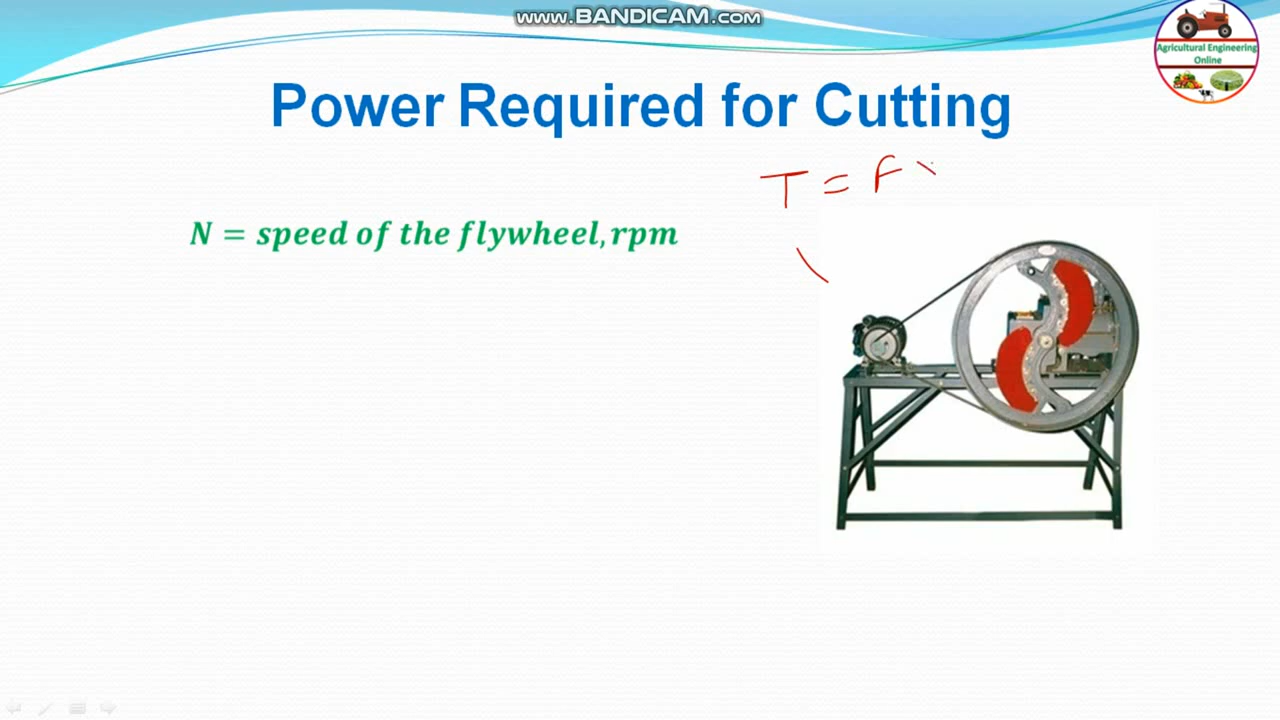 www.BANDICAM.com
Agricultural Engineering
Online
Power Required for Cutting
T = F
N = speed of the flywheel, rpm